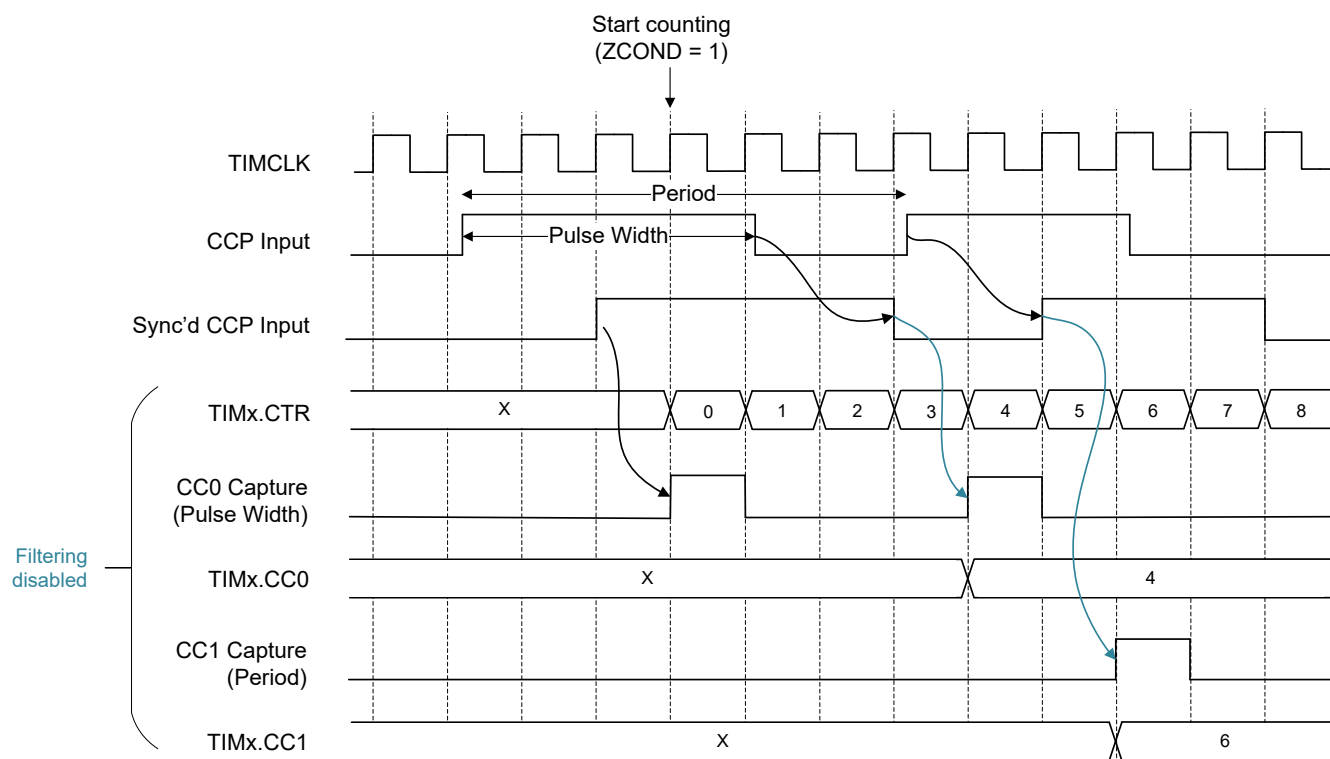 Start counting
(ZCOND = 1)
TIMCLK
Period
CCP Input
Pulse Width
Sync'd CCP Input
TIMx.CTR
X
0
1
2
3
4
5
6
7
8
CC0 Capture
(Pulse Width)
Filtering
disabled
TIMx.CC0
X
4
CC1 Capture
(Period)
TIMx.CC1
X
6